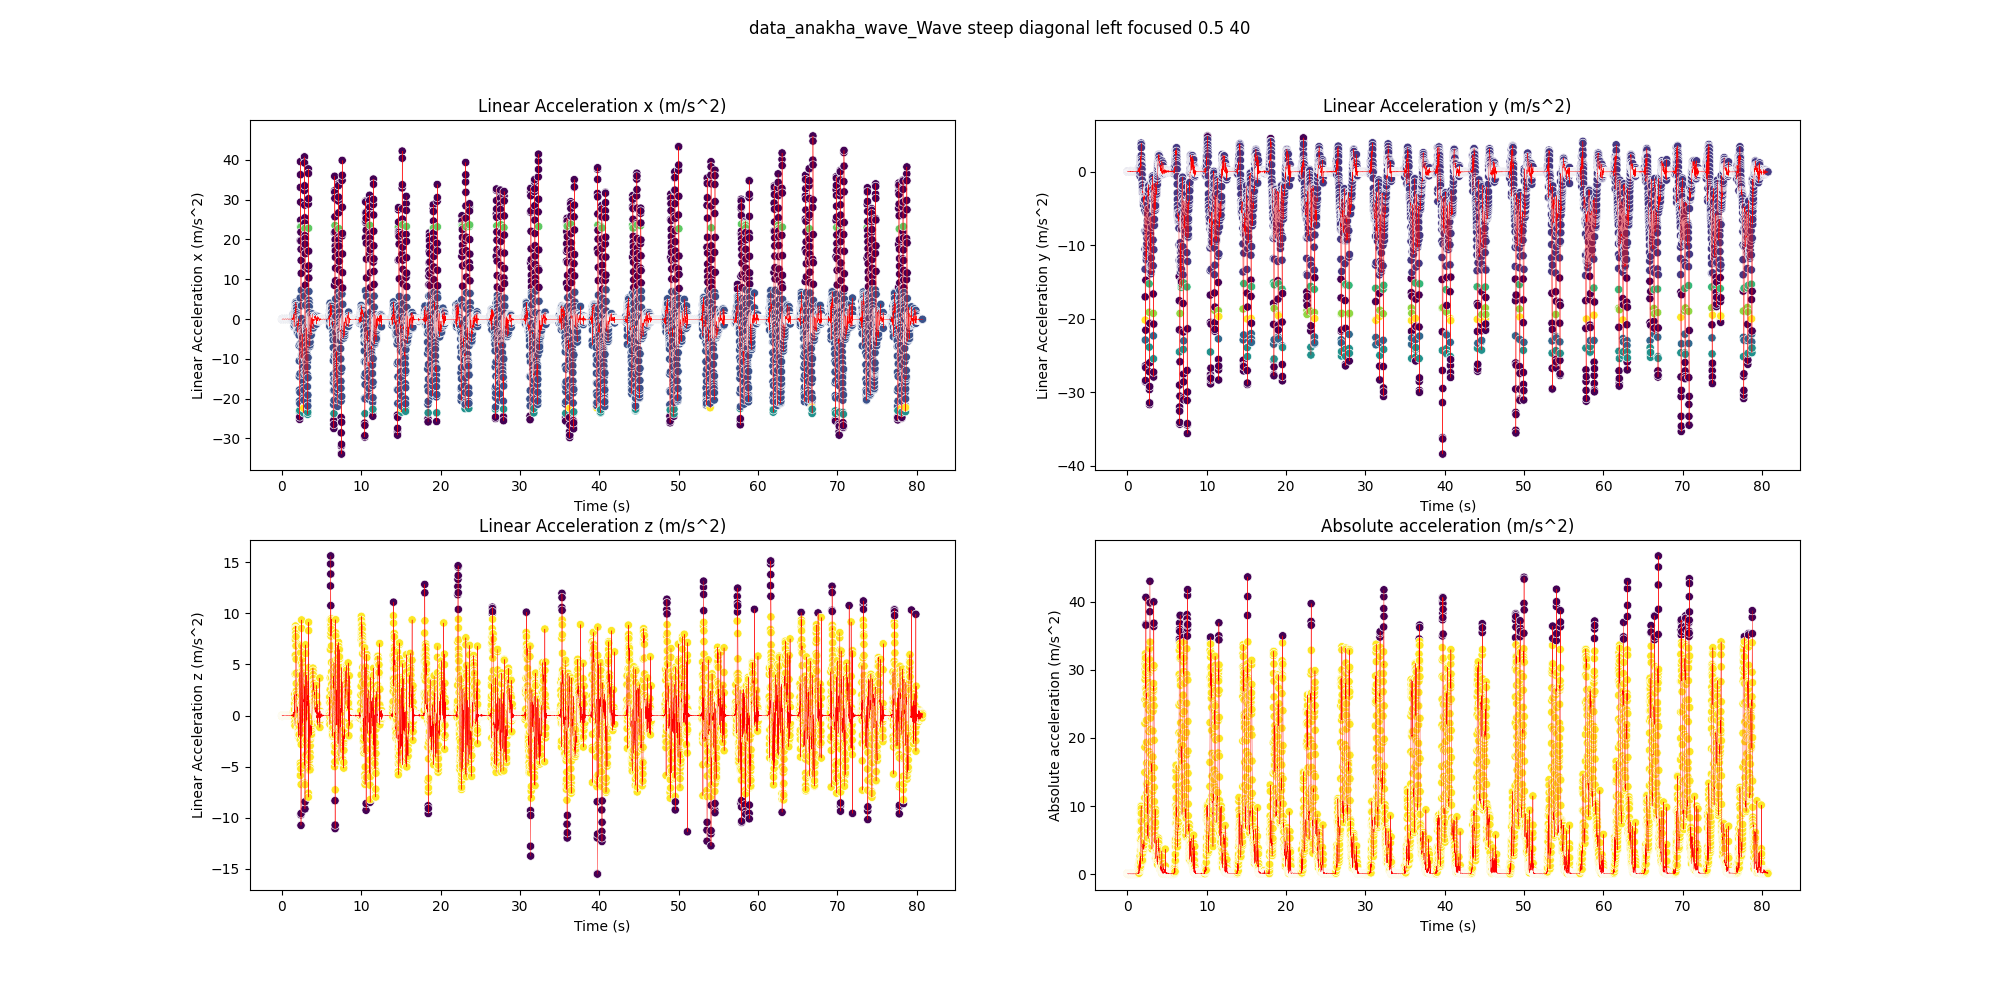 data_anakha_wave_Wave steep diagonal left focused 0.5 40
Linear Acceleration x (m/s^2)
Linear Acceleration x (m/s^2)
40
30
20
10
0
−10
−20
−30
0 10 20 30 40 50 60 70 80
Time (s)
Linear Acceleration y (m/s^2)
Linear Acceleration y (m/s^2)
0
−10
−20
−30
−40
0 10 20 30 40 50 60 70 80
Time (s)
Linear Acceleration z (m/s^2)
Linear Acceleration z (m/s^2)
15
10
5
0
−5
−10
−15
0 10 20 30 40 50 60 70 80
Time (s)
Absolute acceleration (m/s^2)
Absolute acceleration (m/s^2)
40
30
20
10
0
0 10 20 30 40 50 60 70 80
Time (s)